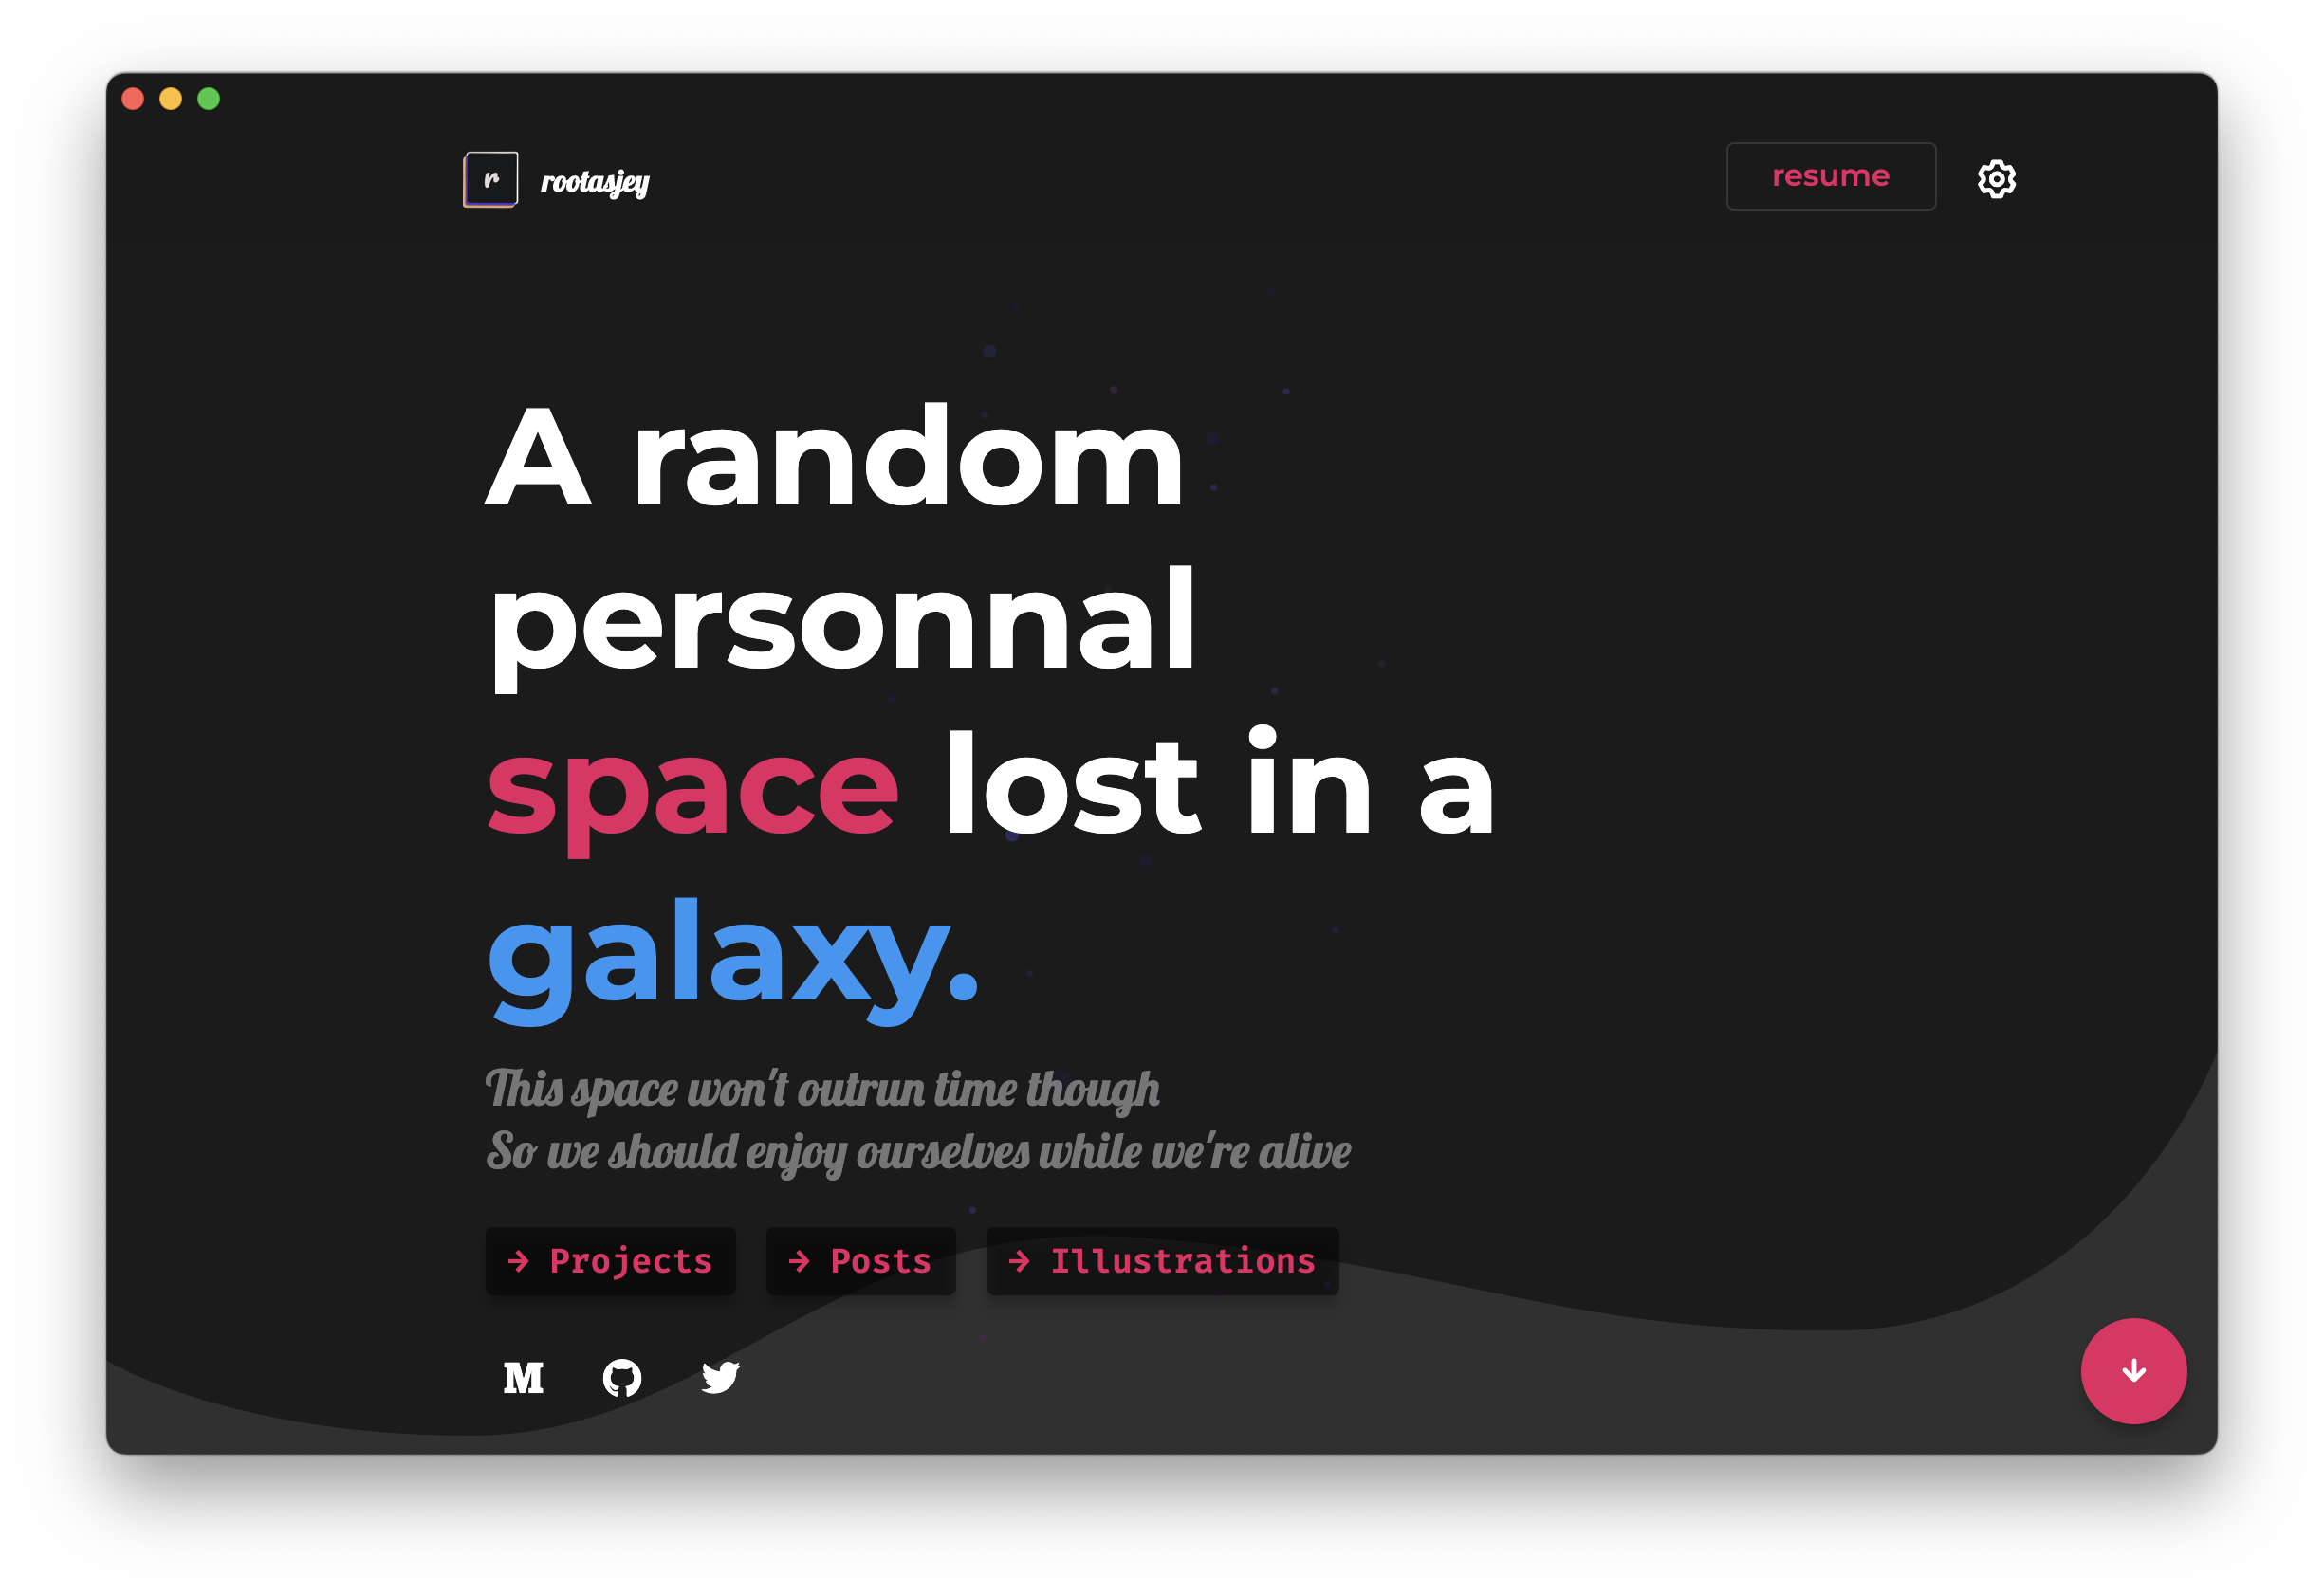 r rootasjey
resume
A random
personnal
space lost in a
galaxy.
This space won't outrun time though
So we should enjoy ourselves while we're alive
→ Projects → Posts → Illustrations
M